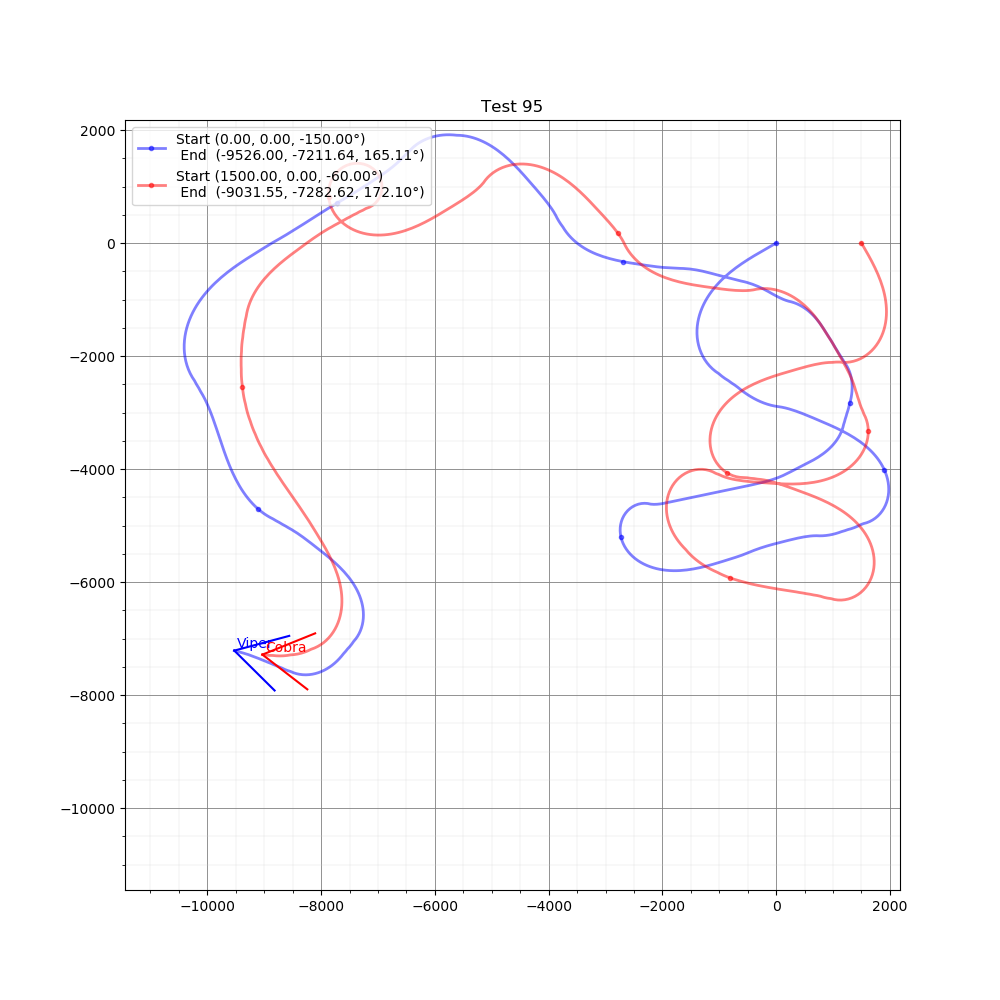 Test 95
Start (0.00, 0.00, -150.00°)
End (-9526.00, -7211.64, 165.11°)
Start (1500.00, 0.00, -60.00°)
End (-9031.55, -7282.62, 172.10°)
2000
0
−2000
−4000
−6000
−8000
−10000
Viper
Cobra
−10000 −8000 −6000 −4000 −2000 0 2000